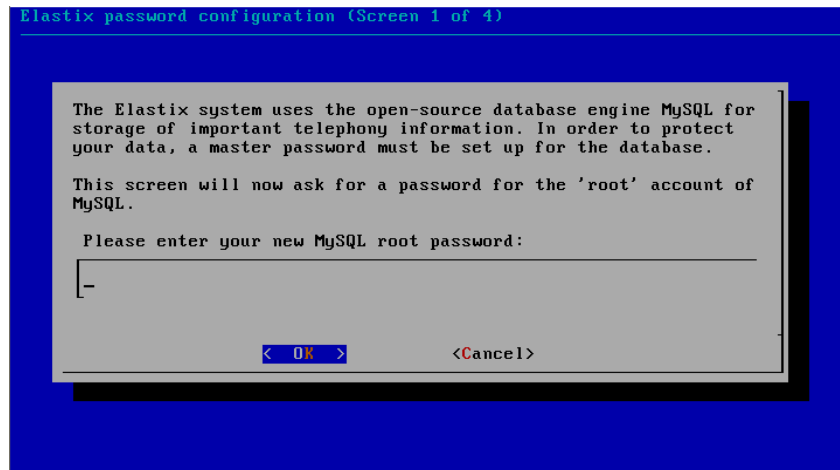 Elastix password configuration (Screen 1 of 4)
The Elastix system uses the open-source database engine MySQL for
storage of important telephony information. In order to protect
your data, a master password must be set up for the database.
This screen will now ask for a password for the 'root' account of
MySQL.
Please enter your new MySQL root password:
< OK > <Cancel>